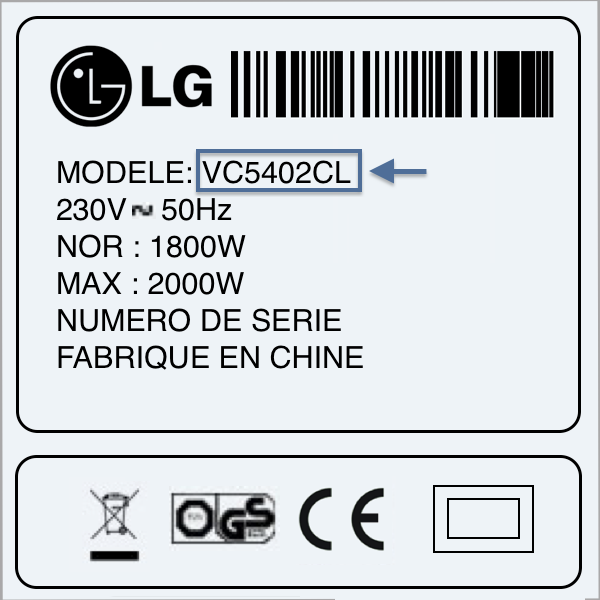 LG
MODELE: VC5402CL
230V ~ 50Hz
NOR : 1800W
MAX : 2000W
NUMERO DE SERIE
FABRIQUE EN CHINE
GS CE